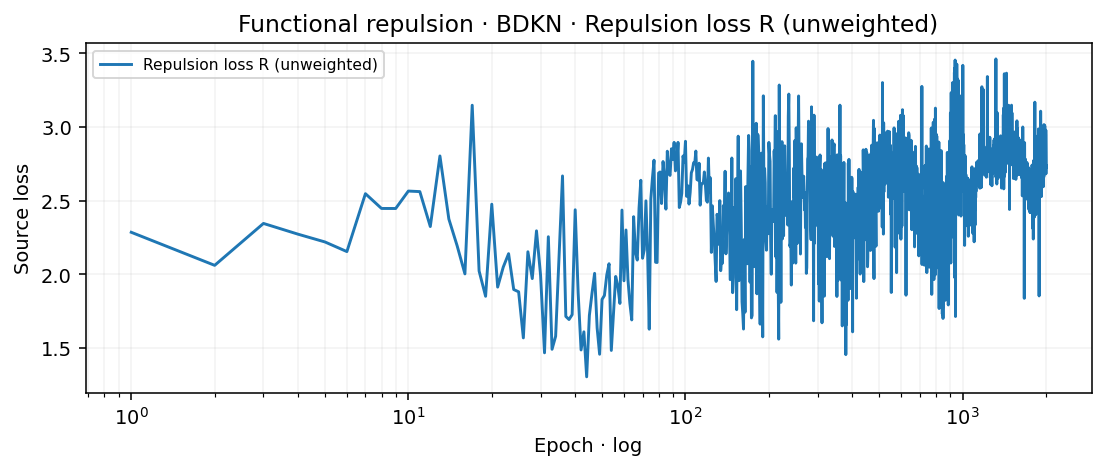 Functional repulsion · BDKN · Repulsion loss R (unweighted)
Repulsion loss R (unweighted)
Source loss
3.5
3.0
2.5
2.0
1.5
10⁰ 10¹ 10² 10³
Epoch · log